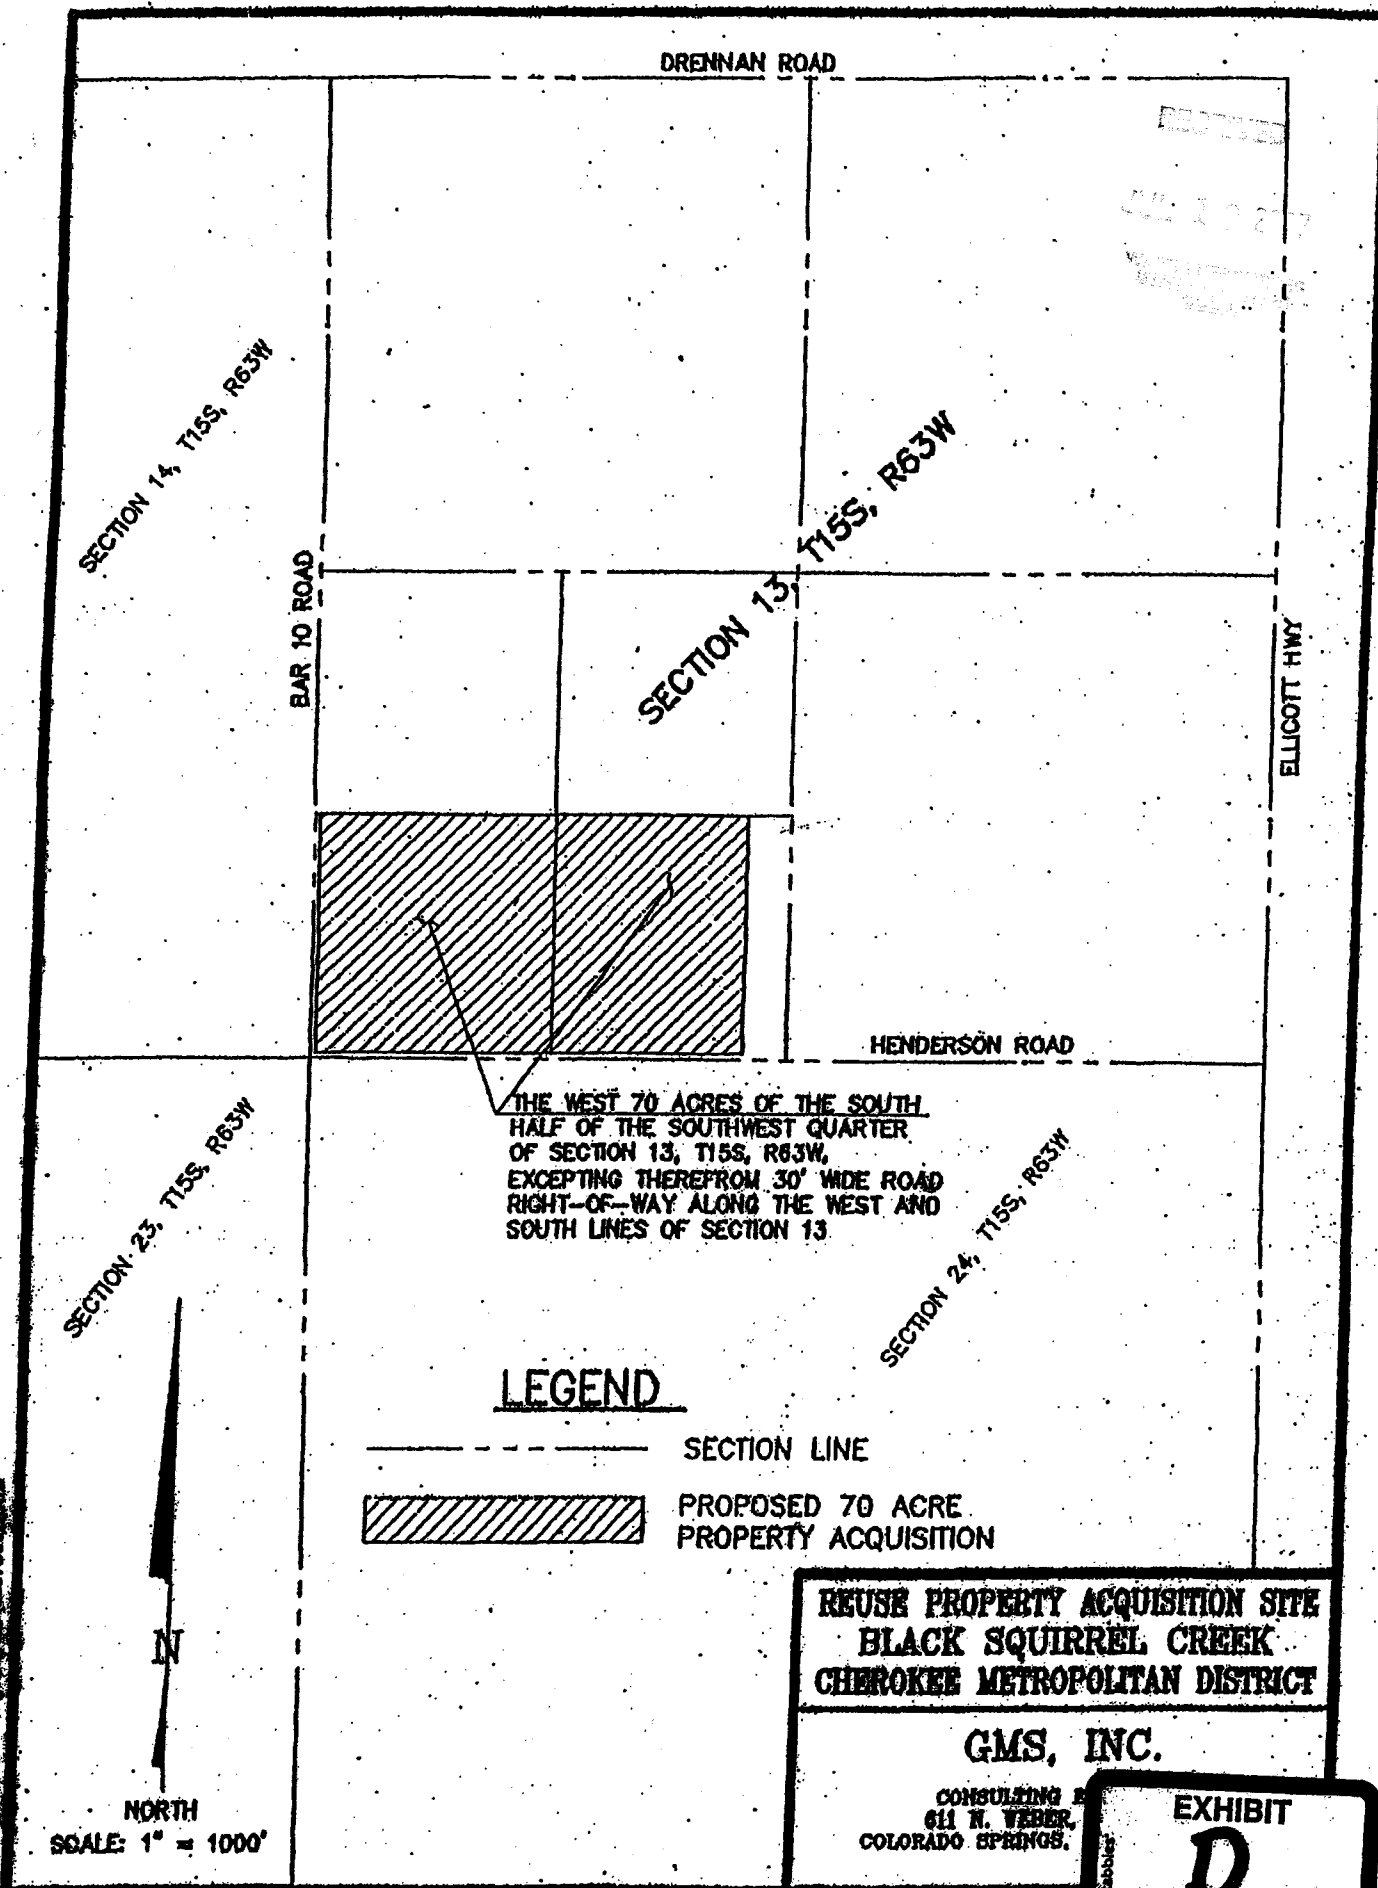 DRENNAN ROAD
SECTION 14, T15S, R63W
SECTION 13, T15S, R63W
BAR 10 ROAD
ELLICOTT HWY
HENDERSON ROAD
THE WEST 70 ACRES OF THE SOUTH
HALF OF THE SOUTHWEST QUARTER
OF SECTION 13, T15S, R63W,
EXCEPTING THEREFROM 30' WIDE ROAD
RIGHT-OF-WAY ALONG THE WEST AND
SOUTH LINES OF SECTION 13
SECTION 23, T15S, R63W
SECTION 24, T15S, R63W
LEGEND
SECTION LINE
PROPOSED 70 ACRE
PROPERTY ACQUISITION
N
NORTH
SCALE: 1" = 1000'
REUSE PROPERTY ACQUISITION SITE
BLACK SQUIRREL CREEK
CHEROKEE METROPOLITAN DISTRICT
GMS, INC.
CONSULTING
611 N. WEBER,
COLORADO SPRINGS,
EXHIBIT
D